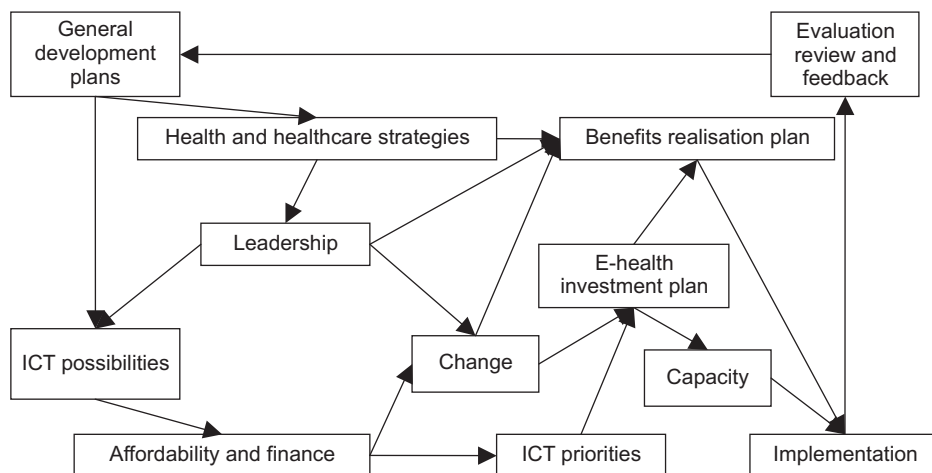 General
development
plans
Evaluation
review and
feedback
Health and healthcare strategies
Benefits realisation plan
Leadership
E-health
investment plan
ICT possibilities
Change
Capacity
Affordability and finance
ICT priorities
Implementation